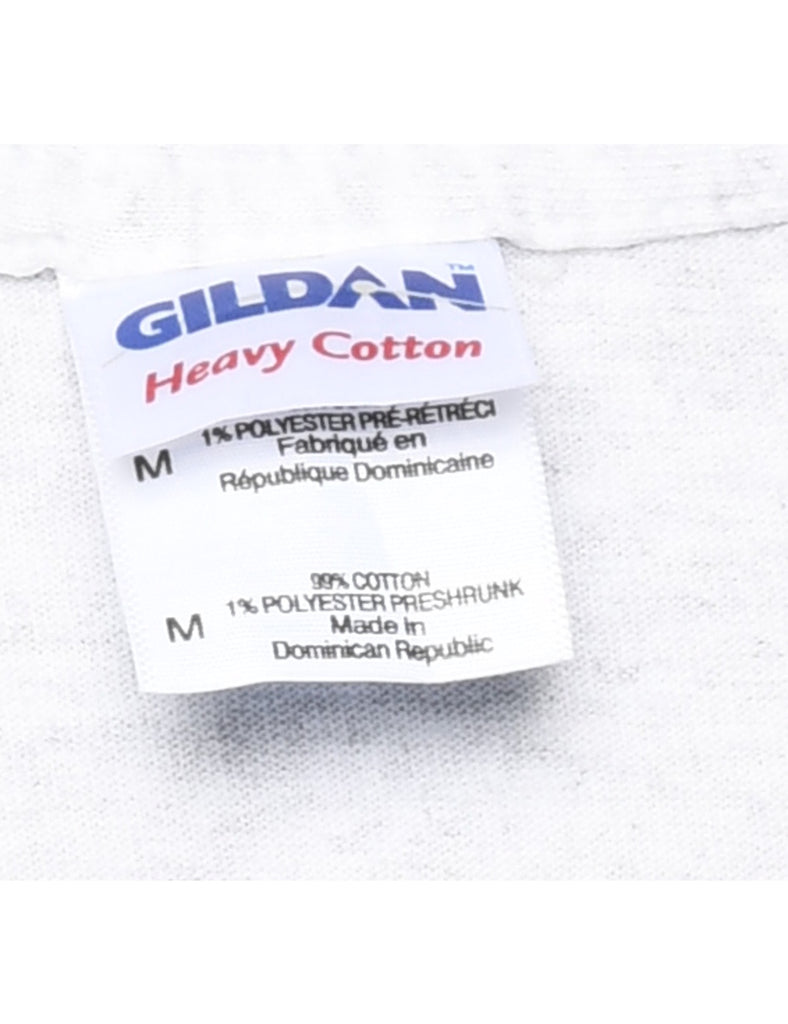 GILDAN™
Heavy Cotton
1% POLYESTER PRÉ-RÉTRÉCI
M Fabriqué en
République Dominicaine
99% COTTON
1% POLYESTER PRESHRUNK
M Made in
Dominican Republic